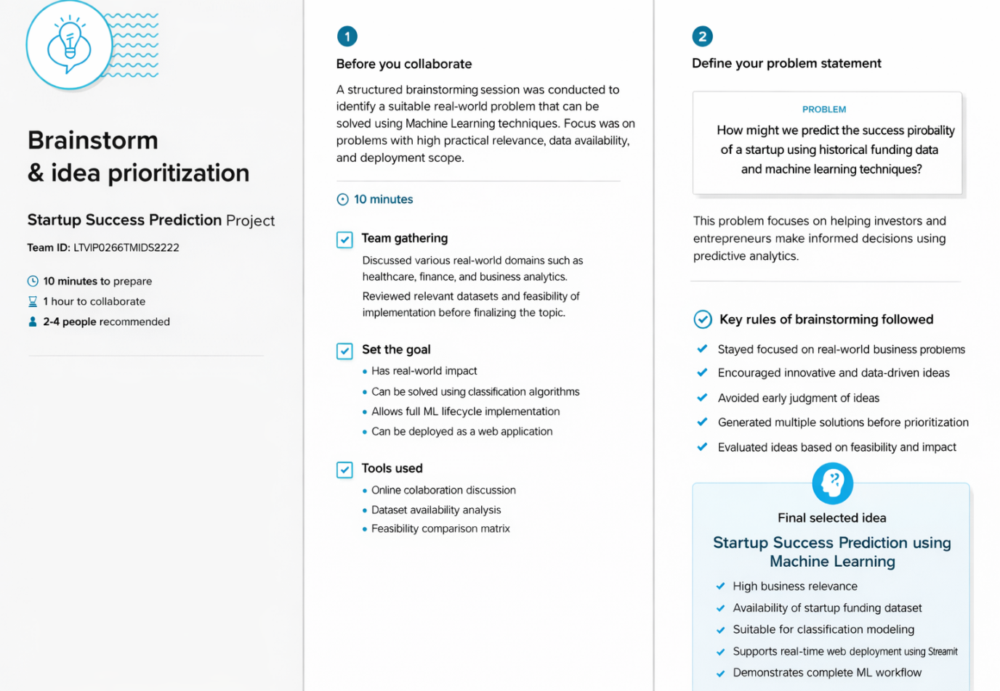 Brainstorm
& idea prioritization
Startup Success Prediction Project
Team ID: LTVIP0266TMIDS2222
10 minutes to prepare
1 hour to collaborate
2-4 people recommended
1
Before you collaborate
A structured brainstorming session was conducted to
identify a suitable real-world problem that can be
solved using Machine Learning techniques. Focus was on
problems with high practical relevance, data availability,
and deployment scope.
10 minutes
Team gathering
Discussed various real-world domains such as
healthcare, finance, and business analytics.
Reviewed relevant datasets and feasibility of
implementation before finalizing the topic.
Set the goal
• Has real-world impact
• Can be solved using classification algorithms
• Allows full ML lifecycle implementation
• Can be deployed as a web application
Tools used
• Online colaboration discussion
• Dataset availability analysis
• Feasibility comparison matrix
2
Define your problem statement
PROBLEM
How might we predict the success pirobality
of a startup using historical funding data
and machine learning techniques?
This problem focuses on helping investors and
entrepreneurs make informed decisions using
predictive analytics.
Key rules of brainstorming followed
Stayed focused on real-world business problems
Encouraged innovative and data-driven ideas
Avoided early judgment of ideas
Generated multiple solutions before prioritization
Evaluated ideas based on feasibility and impact
Final selected idea
Startup Success Prediction using
Machine Learning
High business relevance
Availability of startup funding dataset
Suitable for classification modeling
Supports real-time web deployment using Streamit
Demonstrates complete ML workflow